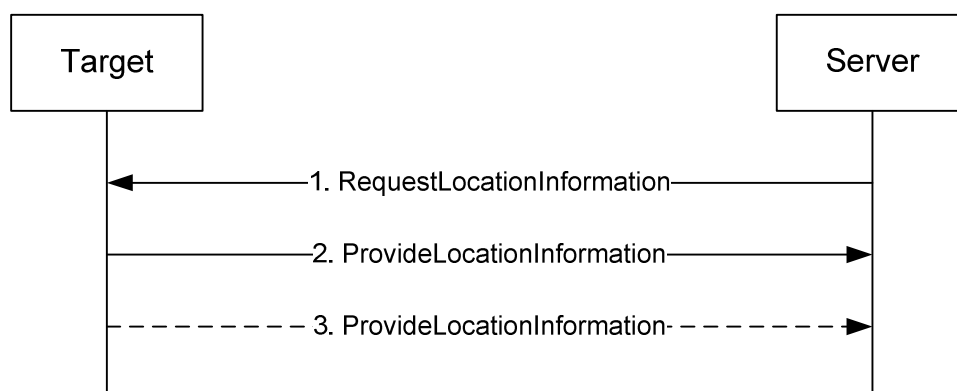 Target
Server
1. RequestLocationInformation
2. ProvideLocationInformation
3. ProvideLocationInformation